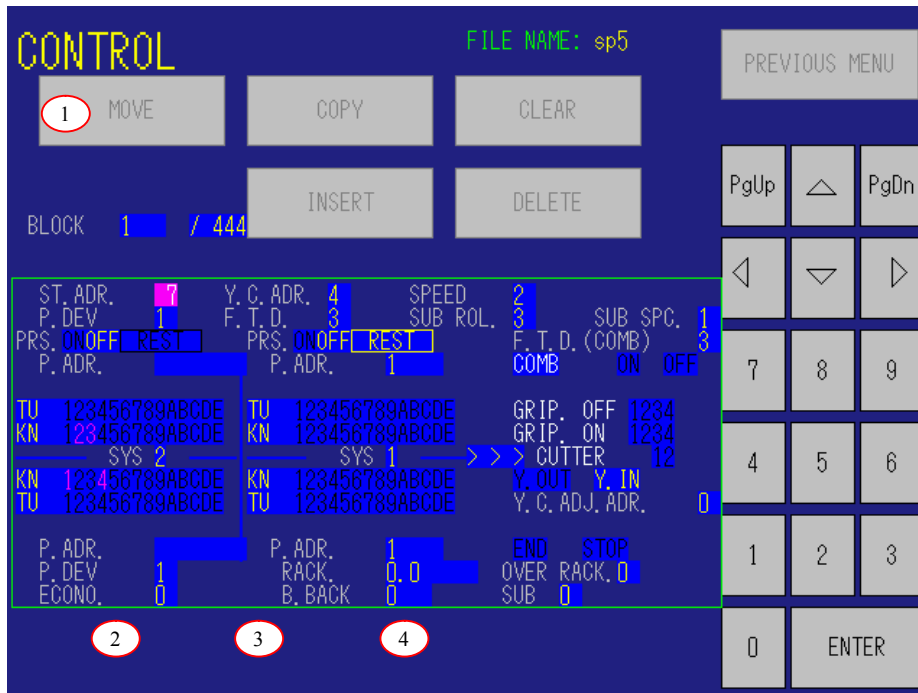 CONTROL
FILE NAME: sp5
PREVIOUS MENU
1 MOVE COPY CLEAR
INSERT DELETE
PgUp PgDn
BLOCK 1 / 444
ST.ADR. 7 Y.C.ADR. 4 SPEED 2
P.DEV 1 F.T.D. 3 SUB ROL. 3 SUB SPC. 1
PRS. ONOFF REST PRS. ONOFF REST F.T.D.(COMB) 3
P.ADR. P.ADR. 1 COMB ON OFF
7 8 9
TU 123456789ABCDE TU 123456789ABCDE GRIP. OFF 1234
KN 123456789ABCDE KN 123456789ABCDE GRIP. ON 1234
SYS 2 SYS 1 >>> CUTTER 12
4 5 6
KN 123456789ABCDE KN 123456789ABCDE Y.OUT Y.IN
TU 123456789ABCDE TU 123456789ABCDE Y.C.ADJ.ADR. 0
P.ADR. P.ADR. 1 END STOP
1 2 3
P.DEV 1 RACK. 0.0 OVER RACK. 0
ECONO. 0 B.BACK 0 SUB 0
2 3 4
0 ENTER